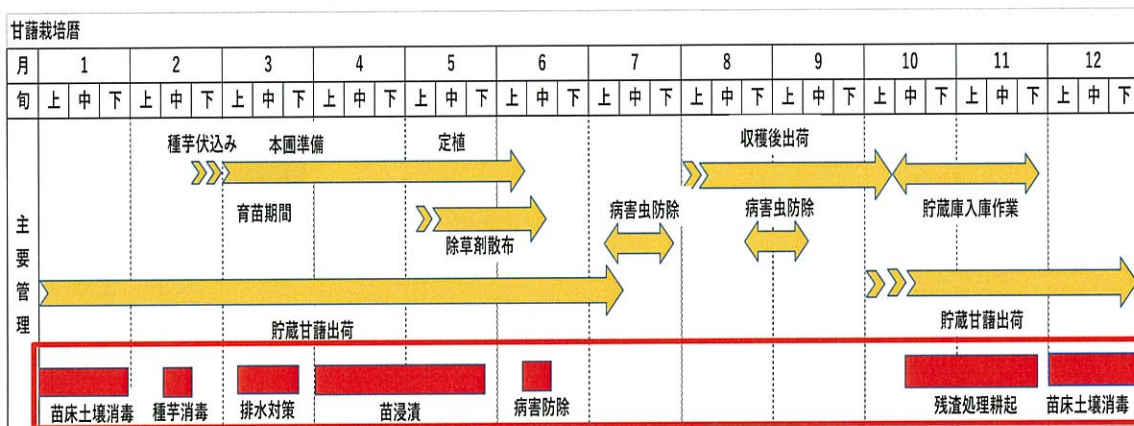 甘藷栽培暦
月 1 2 3 4 5 6 7 8 9 10 11 12
旬 上 中 下 上 中 下 上 中 下 上 中 下 上 中 下 上 中 下 上 中 下 上 中 下 上 中 下 上 中 下 上 中 下 上 中 下
主要管理
種芋伏込み 本圃準備 定植 収穫後出荷
育苗期間 除草剤散布 病害虫防除 病害虫防除 貯蔵庫入庫作業
貯蔵甘藷出荷 貯蔵甘藷出荷
苗床土壌消毒 種芋消毒 排水対策 苗浸漬 病害防除 残渣処理耕起 苗床土壌消毒